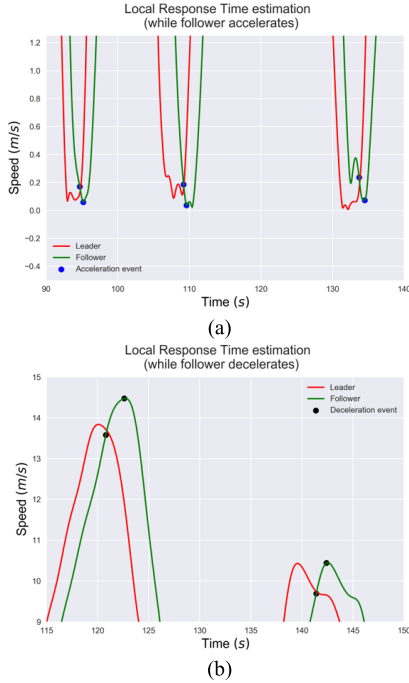 Local Response Time estimation
(while follower accelerates)
1.2
1.0
0.8
0.6
0.4
0.2
0.0
−0.2
−0.4
Speed (m/s)
Leader
Follower
Acceleration event
90 100 110 120 130 140
Time (s)
(a)
Local Response Time estimation
(while follower decelerates)
15
14
13
12
11
10
9
Speed (m/s)
Leader
Follower
Deceleration event
115 120 125 130 135 140 145 150
Time (s)
(b)